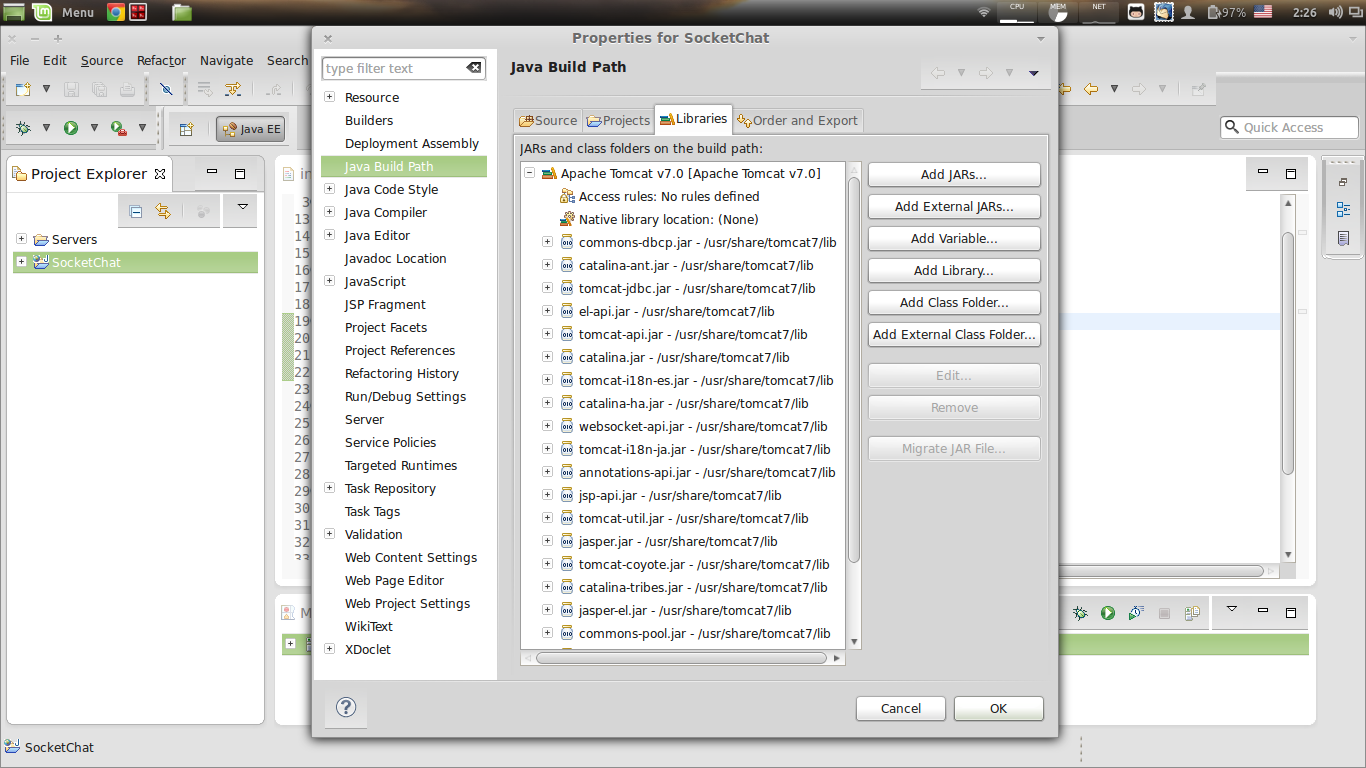 Menu
CPU
MEM
NET
97%
2:26
Properties for SocketChat
File Edit Source Refactor Navigate Search
type filter text
Java Build Path
Resource
Builders
Deployment Assembly
Java Build Path
Java Code Style
Java Compiler
Java Editor
Javadoc Location
JavaScript
JSP Fragment
Project Facets
Project References
Refactoring History
Run/Debug Settings
Server
Service Policies
Targeted Runtimes
Task Repository
Task Tags
Validation
Web Content Settings
Web Page Editor
Web Project Settings
WikiText
XDoclet
Source Projects Libraries Order and Export
JARs and class folders on the build path:
Apache Tomcat v7.0 [Apache Tomcat v7.0]
Access rules: No rules defined
Native library location: (None)
commons-dbcp.jar - /usr/share/tomcat7/lib
catalina-ant.jar - /usr/share/tomcat7/lib
tomcat-jdbc.jar - /usr/share/tomcat7/lib
el-api.jar - /usr/share/tomcat7/lib
tomcat-api.jar - /usr/share/tomcat7/lib
catalina.jar - /usr/share/tomcat7/lib
tomcat-i18n-es.jar - /usr/share/tomcat7/lib
catalina-ha.jar - /usr/share/tomcat7/lib
websocket-api.jar - /usr/share/tomcat7/lib
tomcat-i18n-ja.jar - /usr/share/tomcat7/lib
annotations-api.jar - /usr/share/tomcat7/lib
jsp-api.jar - /usr/share/tomcat7/lib
tomcat-util.jar - /usr/share/tomcat7/lib
jasper.jar - /usr/share/tomcat7/lib
tomcat-coyote.jar - /usr/share/tomcat7/lib
catalina-tribes.jar - /usr/share/tomcat7/lib
jasper-el.jar - /usr/share/tomcat7/lib
commons-pool.jar - /usr/share/tomcat7/lib
Add JARs...
Add External JARs...
Add Variable...
Add Library...
Add Class Folder...
Add External Class Folder...
Edit...
Remove
Migrate JAR File...
Cancel
OK
Java EE
Quick Access
Project Explorer
Servers
SocketChat
13
14
15
16
17
18
19
20
21
22
23
24
25
26
27
28
29
30
31
32
33
SocketChat